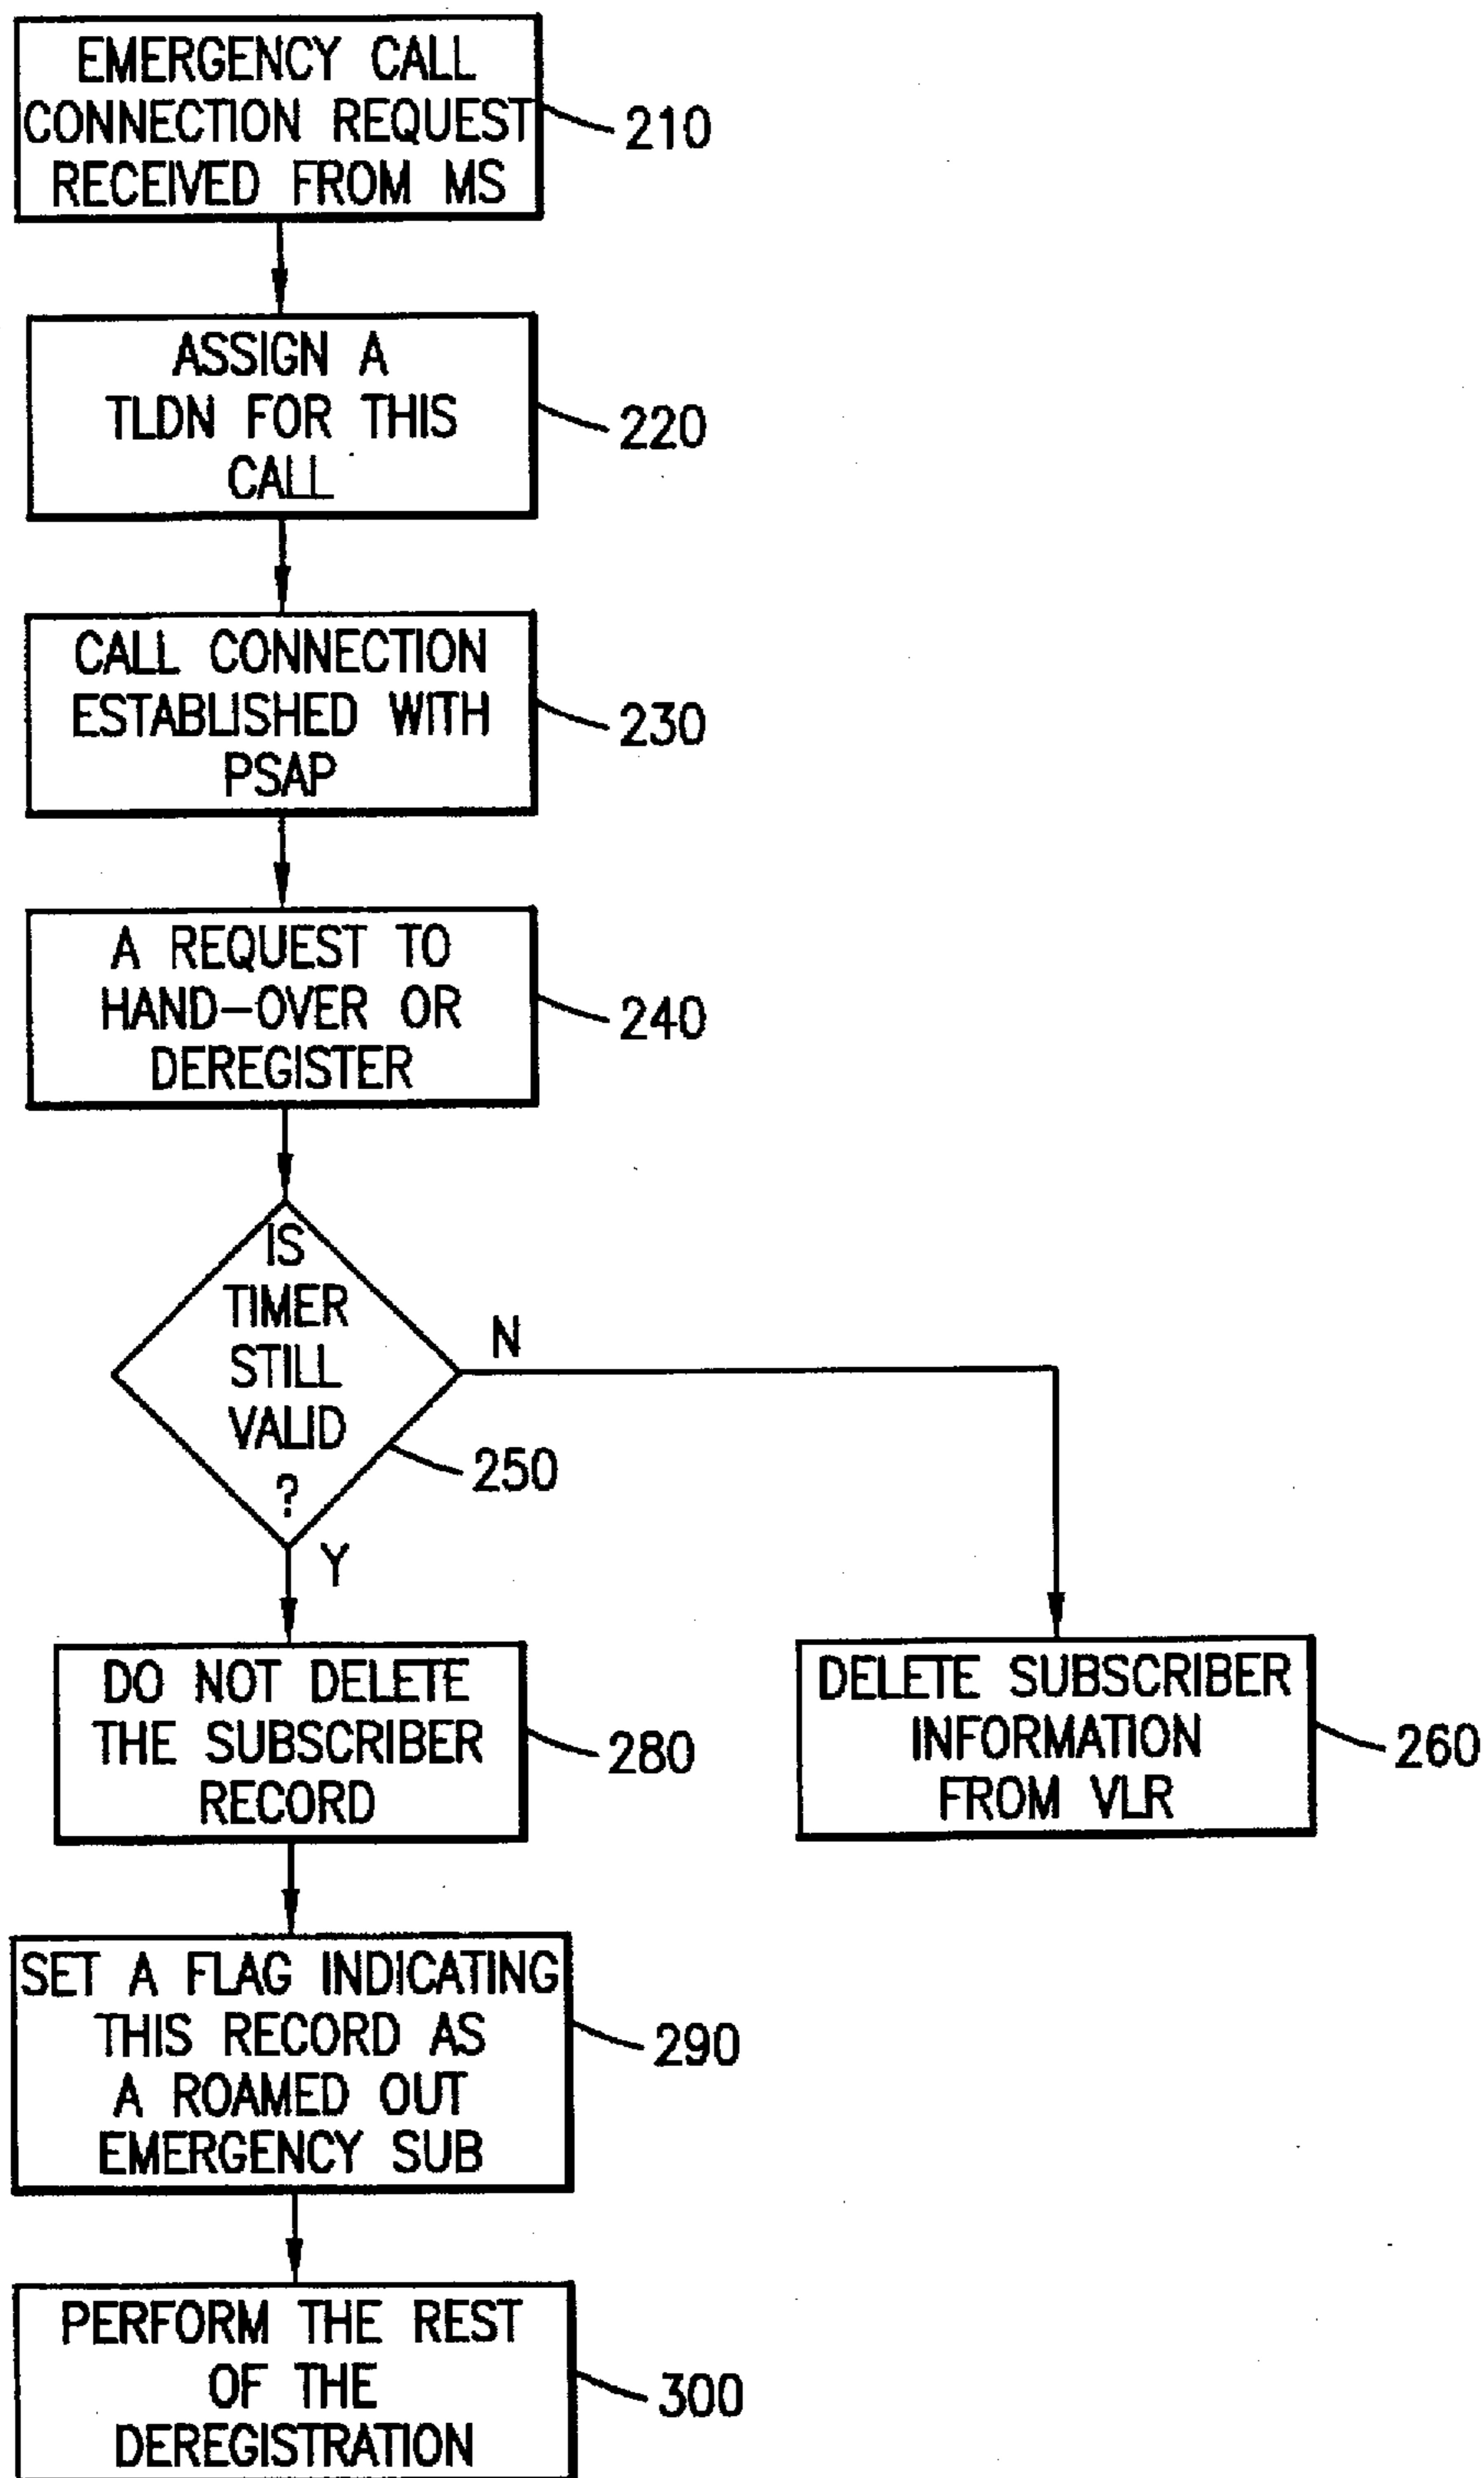 EMERGENCY CALL
CONNECTION REQUEST
RECEIVED FROM MS
210
ASSIGN A
TLDN FOR THIS
CALL
220
CALL CONNECTION
ESTABLISHED WITH
PSAP
230
A REQUEST TO
HAND-OVER OR
DEREGISTER
240
IS
TIMER
STILL
VALID
?
250
N
Y
DO NOT DELETE
THE SUBSCRIBER
RECORD
280
DELETE SUBSCRIBER
INFORMATION
FROM VLR
260
SET A FLAG INDICATING
THIS RECORD AS
A ROAMED OUT
EMERGENCY SUB
290
PERFORM THE REST
OF THE
DEREGISTRATION
300